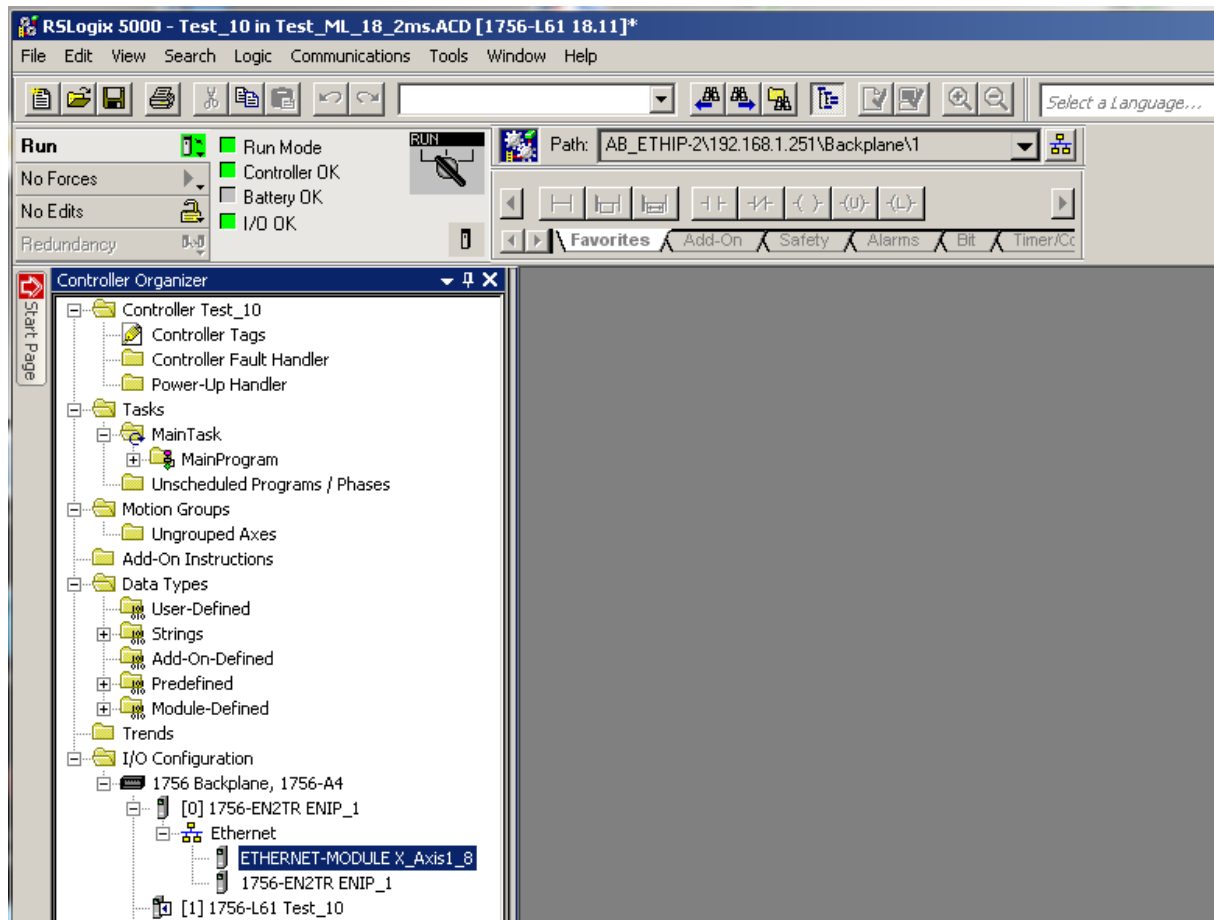 RSLogix 5000 - Test_10 in Test_ML_18_2ms.ACD [1756-L61 18.11]*
File Edit View Search Logic Communications Tools Window Help
Select a Language...
Run
Run Mode
RUN
Path: AB_ETHIP-2\192.168.1.251\Backplane\1
No Forces
Controller OK
Battery OK
No Edits
I/O OK
Redundancy
Favorites Add-On Safety Alarms Bit Timer/Cc
Start Page
Controller Organizer
Controller Test_10
Controller Tags
Controller Fault Handler
Power-Up Handler
Tasks
MainTask
MainProgram
Unscheduled Programs / Phases
Motion Groups
Ungrouped Axes
Add-On Instructions
Data Types
User-Defined
Strings
Add-On-Defined
Predefined
Module-Defined
Trends
I/O Configuration
1756 Backplane, 1756-A4
[0] 1756-EN2TR ENIP_1
Ethernet
ETHERNET-MODULE X_Axis1_8
1756-EN2TR ENIP_1
[1] 1756-L61 Test_10